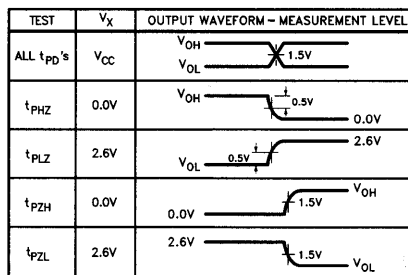 TEST VX OUTPUT WAVEFORM – MEASUREMENT LEVEL
ALL tPD's VCC VOH VOL 1.5V
tPHZ 0.0V VOH 0.5V 0.0V
tPLZ 2.6V 0.5V VOL 2.6V
tPZH 0.0V 0.0V 1.5V VOH
tPZL 2.6V 2.6V 1.5V VOL